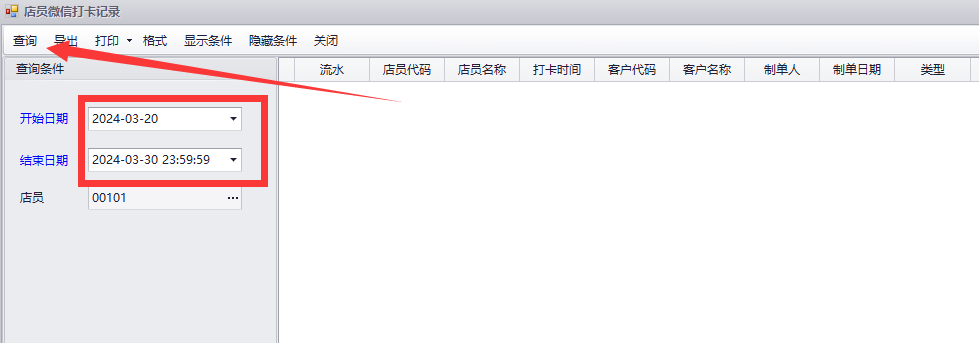 店员微信打卡记录
查询 导出 打印 格式 显示条件 隐藏条件 关闭
查询条件
流水 店员代码 店员名称 打卡时间 客户代码 客户名称 制单人 制单日期 类型
开始日期 2024-03-20
结束日期 2024-03-30 23:59:59
店员 00101 ...